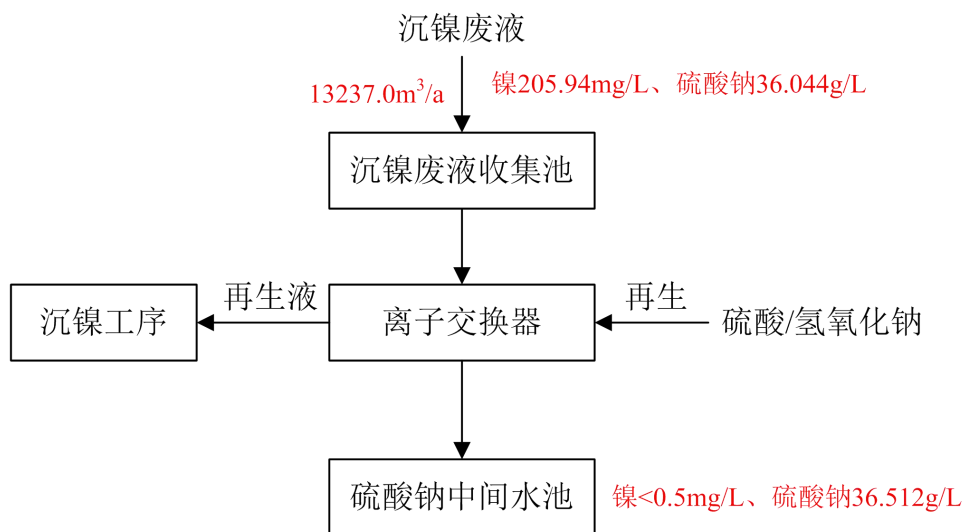 沉镍废液
13237.0m³/a
镍205.94mg/L、硫酸钠36.044g/L
沉镍废液收集池
沉镍工序
再生液
离子交换器
再生
硫酸/氢氧化钠
硫酸钠中间水池
镍<0.5mg/L、硫酸钠36.512g/L